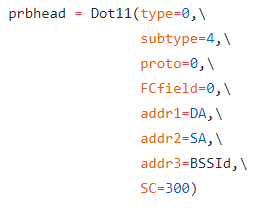 prbhead = Dot11(type=0,\
subtype=4,\
proto=0,\
FCfield=0,\
addr1=DA,\
addr2=SA,\
addr3=BSSId,\
SC=300)